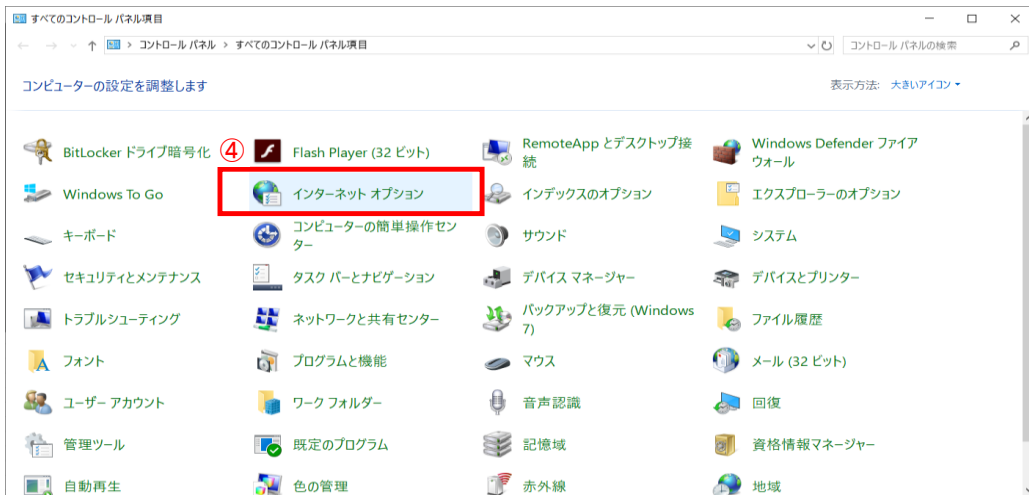 すべてのコントロール パネル項目
コントロール パネル > すべてのコントロール パネル項目
コントロール パネルの検索
コンピューターの設定を調整します
表示方法: 大きいアイコン
BitLocker ドライブ暗号化
④
Flash Player (32 ビット)
RemoteApp とデスクトップ接
続
Windows Defender ファイア
ウォール
Windows To Go
インターネット オプション
インデックスのオプション
エクスプローラーのオプション
キーボード
コンピューターの簡単操作セン
ター
サウンド
システム
セキュリティとメンテナンス
タスク バーとナビゲーション
デバイス マネージャー
デバイスとプリンター
トラブルシューティング
ネットワークと共有センター
バックアップと復元 (Windows
7)
ファイル履歴
フォント
プログラムと機能
マウス
メール (32 ビット)
ユーザー アカウント
ワーク フォルダー
音声認識
回復
管理ツール
既定のプログラム
記憶域
資格情報マネージャー
自動再生
色の管理
赤外線
地域